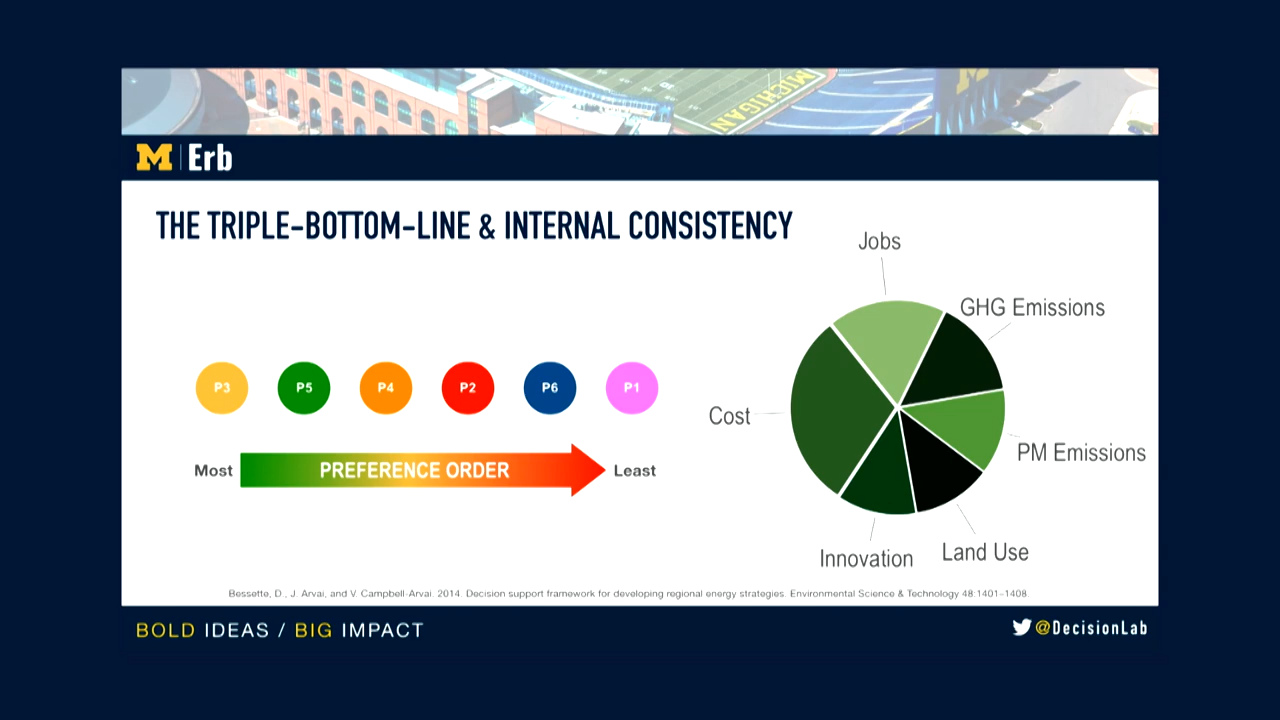 MICHIGAN
M
M | Erb
THE TRIPLE-BOTTOM-LINE & INTERNAL CONSISTENCY
Jobs
GHG Emissions
P3 P5 P4 P2 P6 P1
Cost
PM Emissions
Most PREFERENCE ORDER Least
Innovation
Land Use
Bessette, D., J. Arvai, and V. Campbell-Arvai. 2014. Decision support framework for developing regional energy strategies. Environmental Science & Technology 48:1401–1408.
BOLD IDEAS / BIG IMPACT
@DecisionLab